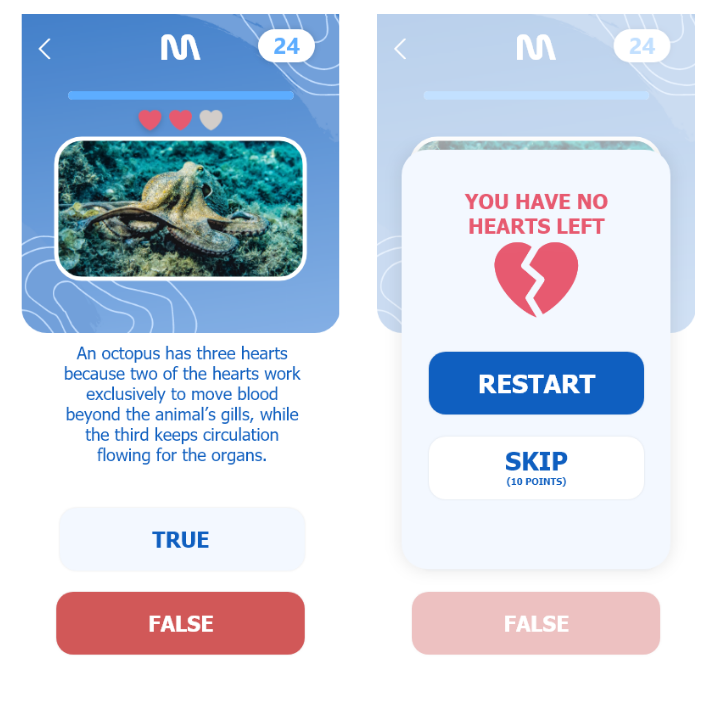 24
An octopus has three hearts
because two of the hearts work
exclusively to move blood
beyond the animal’s gills, while
the third keeps circulation
flowing for the organs.
TRUE
FALSE
24
YOU HAVE NO
HEARTS LEFT
RESTART
SKIP
(10 POINTS)
FALSE